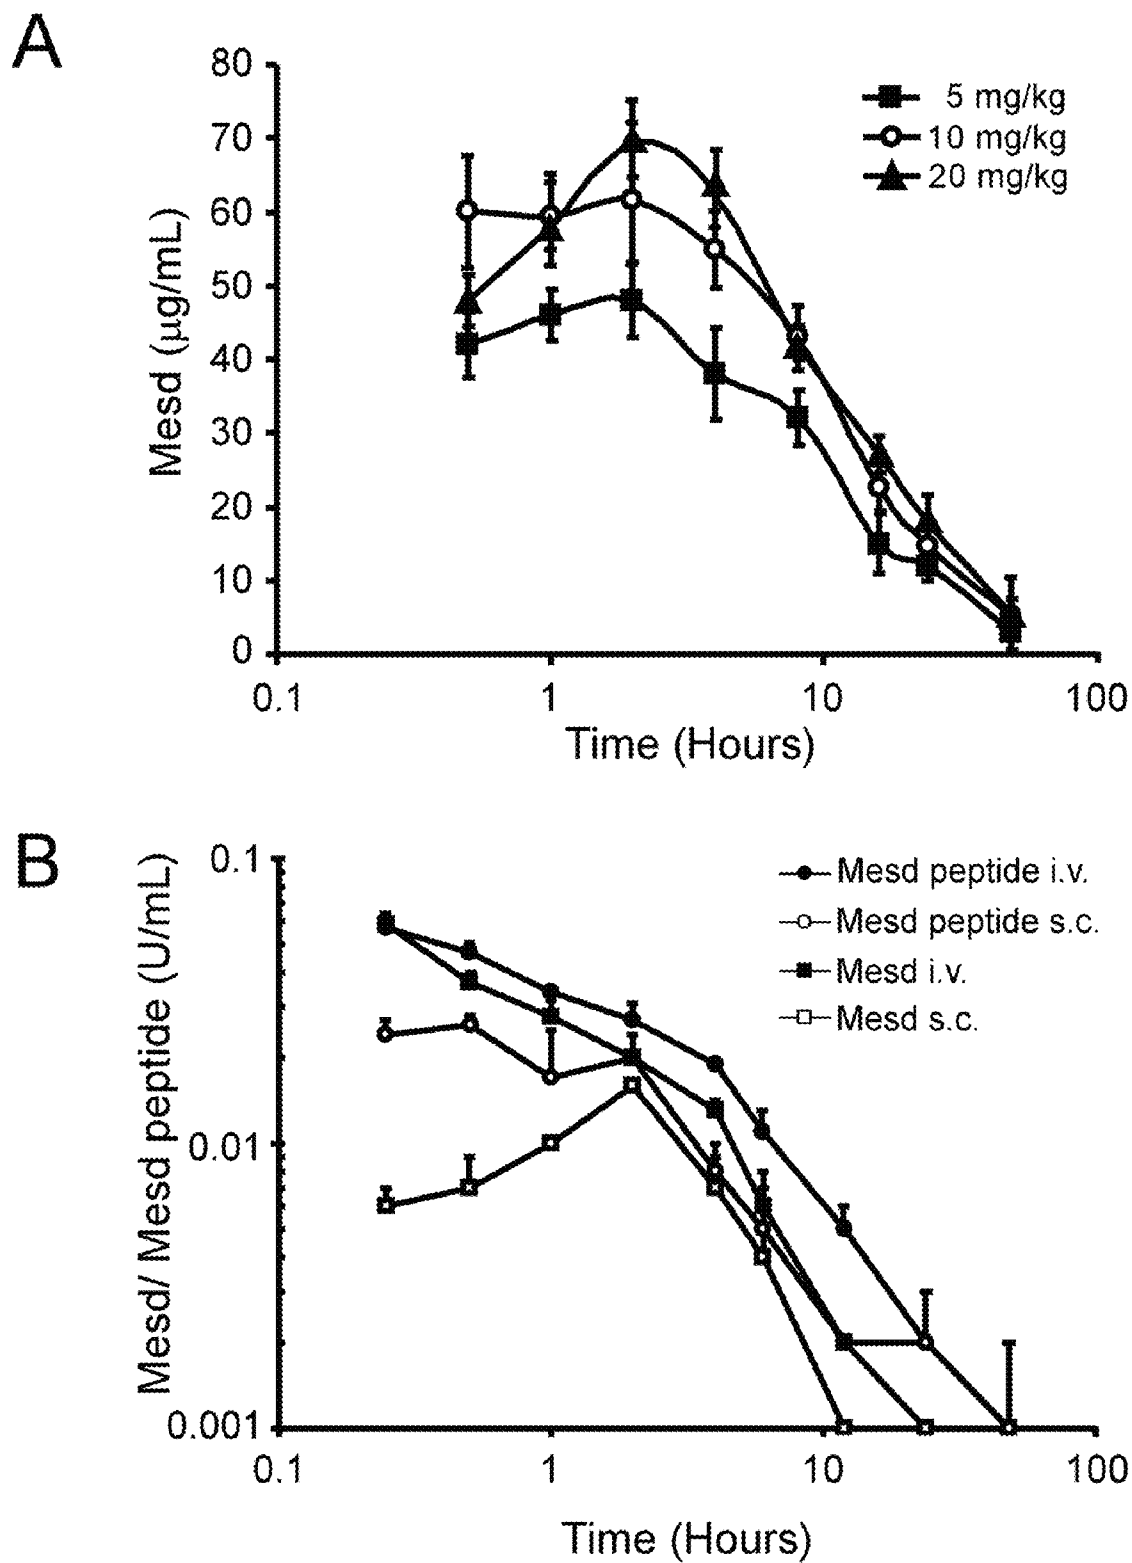 A
80
70
60
50
40
30
20
10
0
Mesd (µg/mL)
5 mg/kg
10 mg/kg
20 mg/kg
0.1 1 10 100
Time (Hours)
B
0.1
0.01
0.001
Mesd/ Mesd peptide (U/mL)
Mesd peptide i.v.
Mesd peptide s.c.
Mesd i.v.
Mesd s.c.
0.1 1 10 100
Time (Hours)